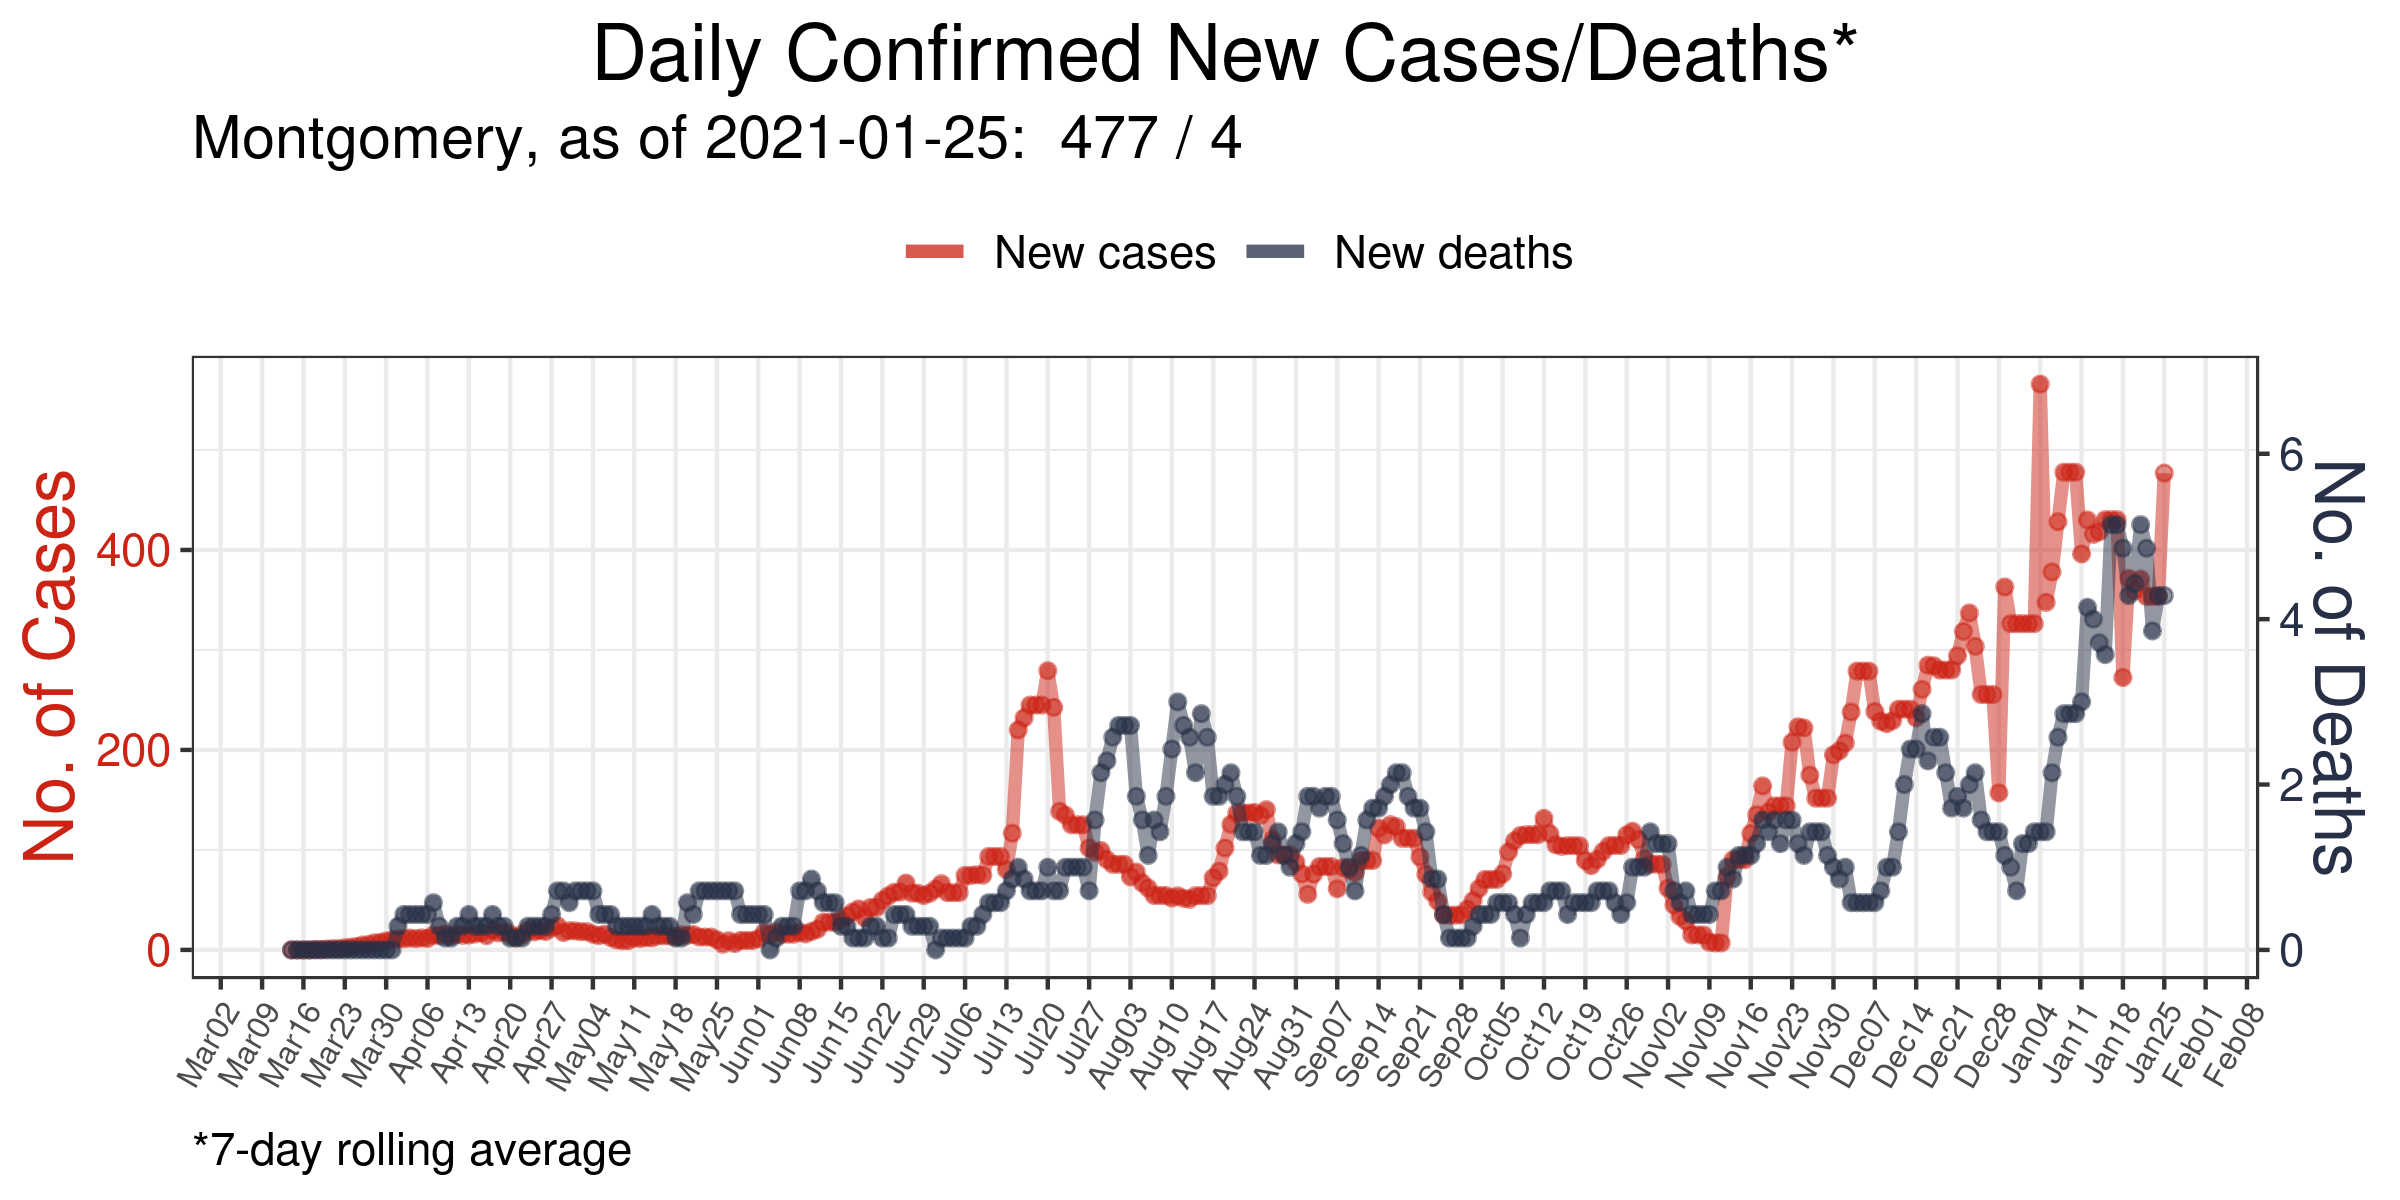 Daily Confirmed New Cases/Deaths*
Montgomery, as of 2021-01-25:  477 / 4
New cases
New deaths
No. of Cases
400
200
0
No. of Deaths
6
4
2
0
Mar02
Mar09
Mar16
Mar23
Mar30
Apr06
Apr13
Apr20
Apr27
May04
May11
May18
May25
Jun01
Jun08
Jun15
Jun22
Jun29
Jul06
Jul13
Jul20
Jul27
Aug03
Aug10
Aug17
Aug24
Aug31
Sep07
Sep14
Sep21
Sep28
Oct05
Oct12
Oct19
Oct26
Nov02
Nov09
Nov16
Nov23
Nov30
Dec07
Dec14
Dec21
Dec28
Jan04
Jan11
Jan18
Jan25
Feb01
Feb08
*7-day rolling average